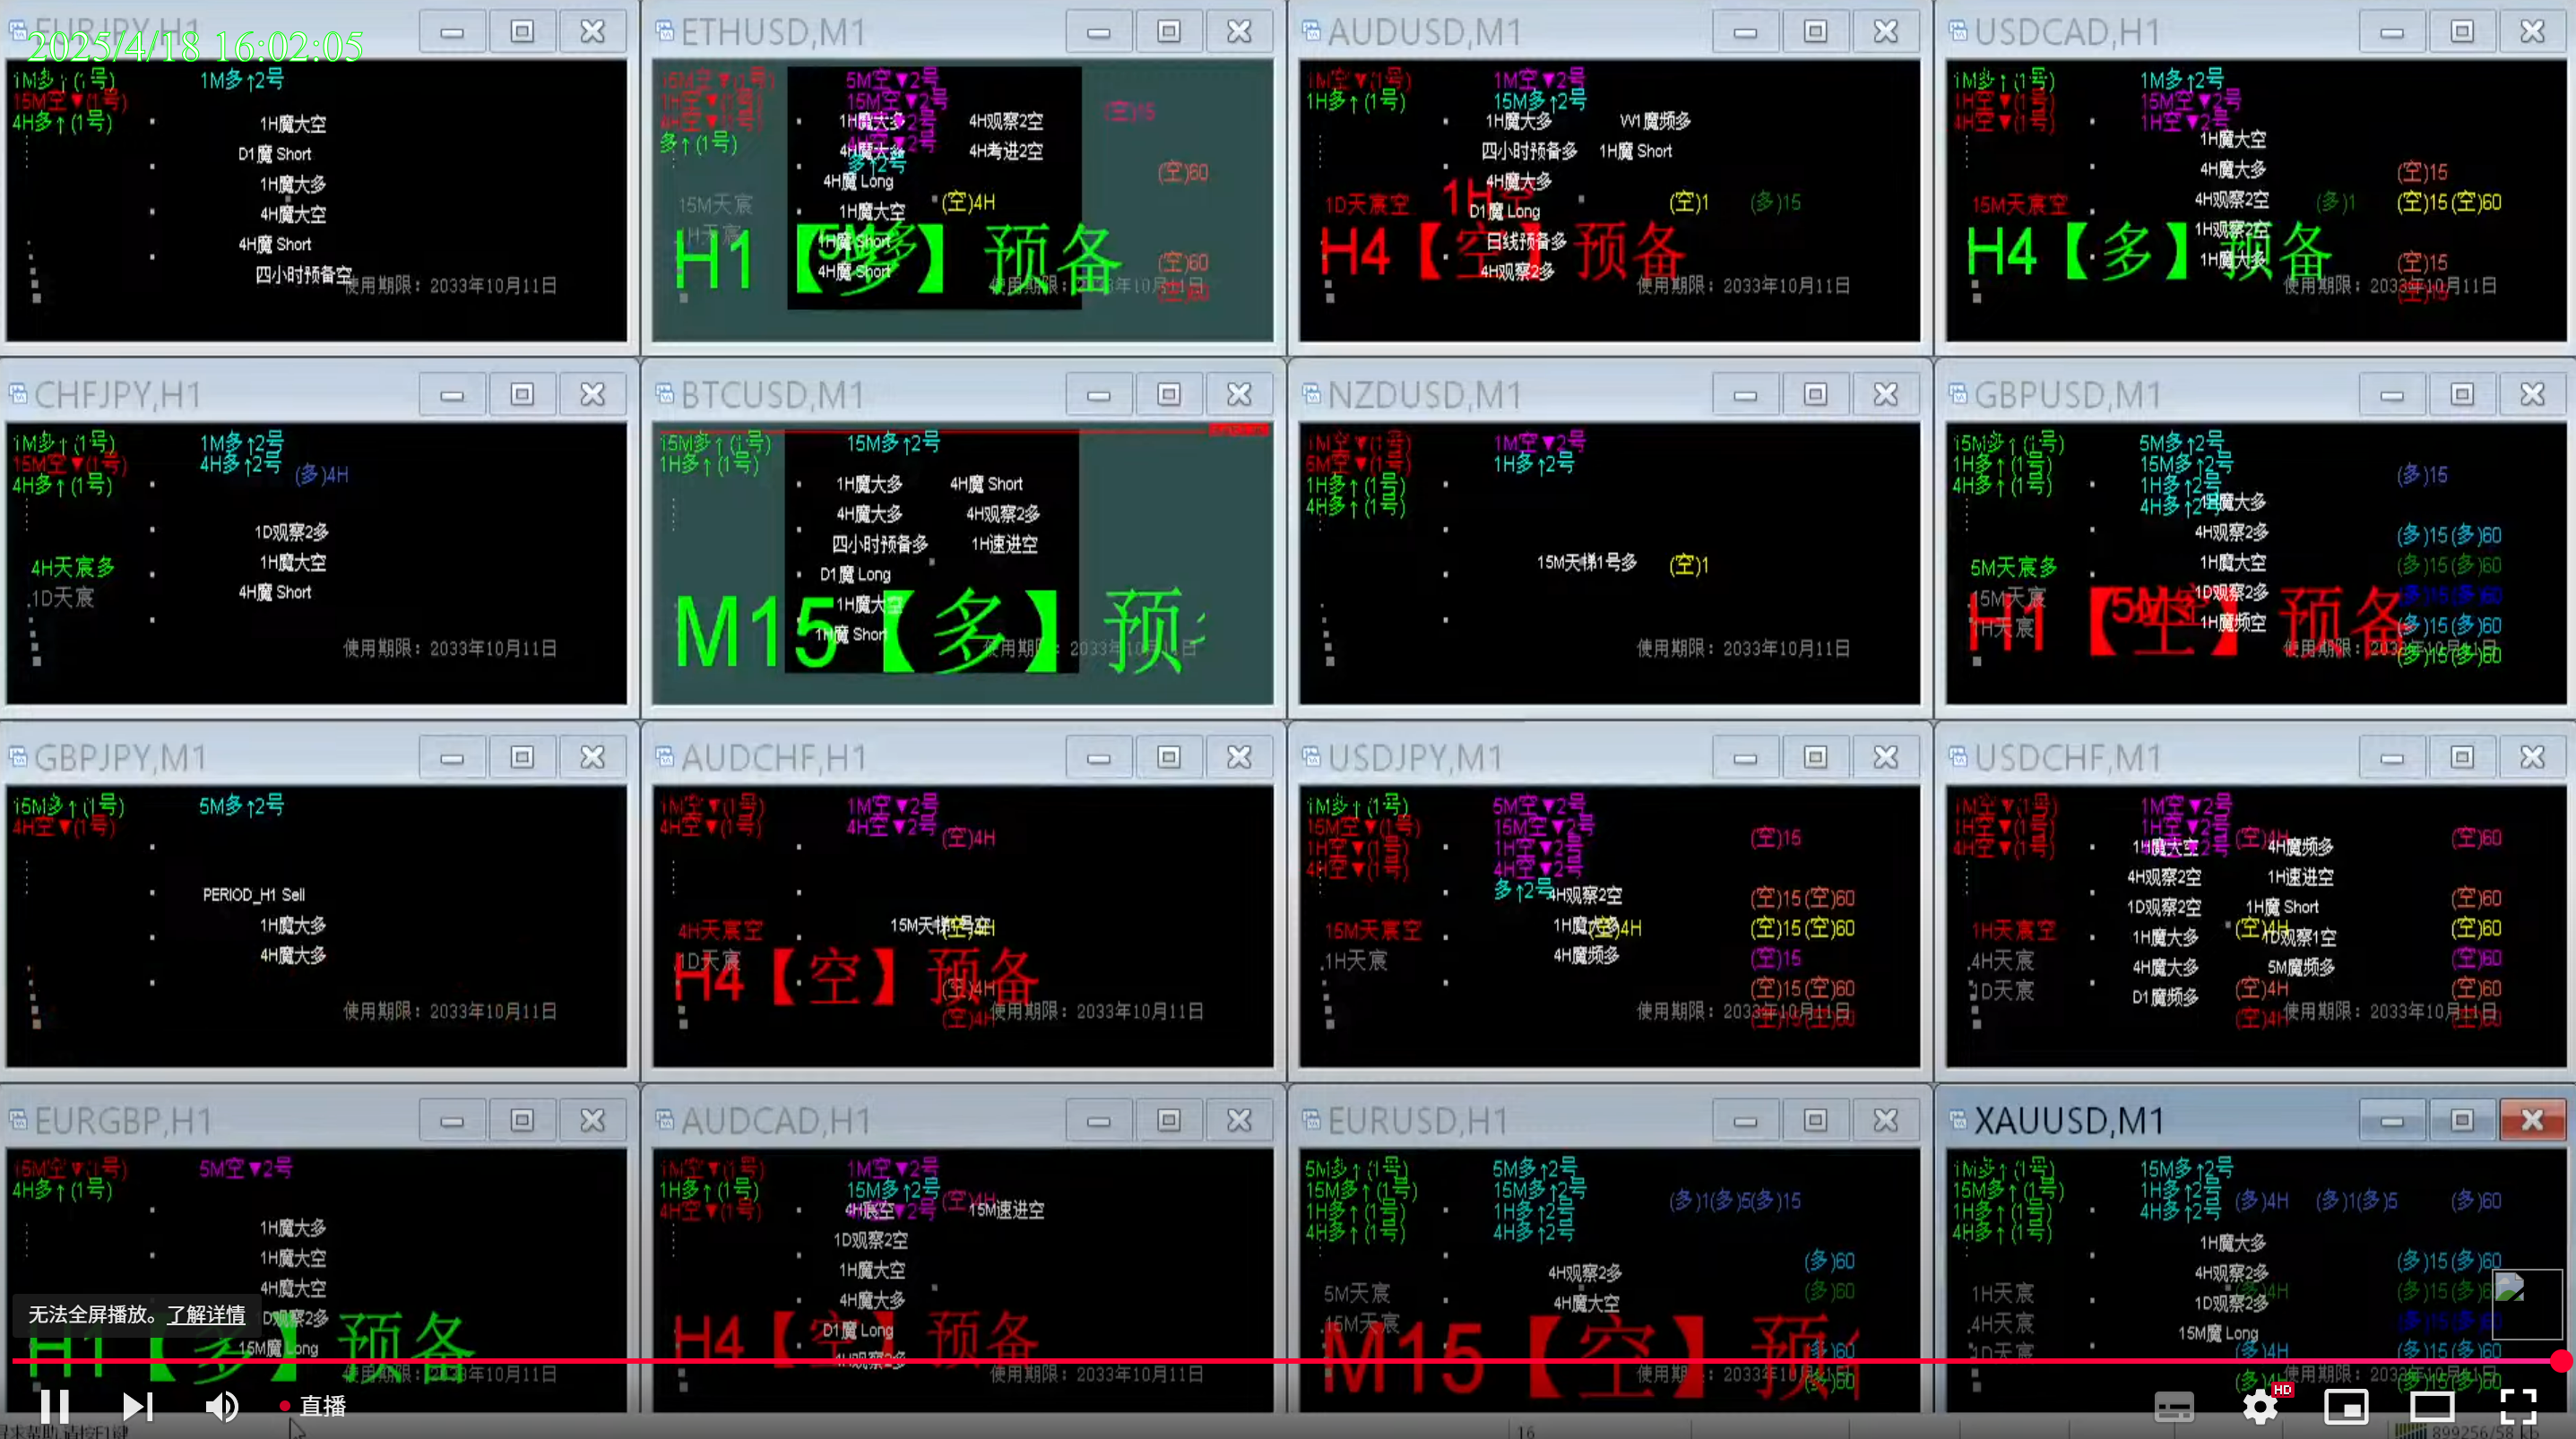 EURJPY,H1
2025/4/18 16:02:05
1M多↑(1号) 1M多↑2号
15M空▼(1号)
4H多↑(1号)
1H魔大空
D1魔 Short
1H魔大多
4H魔大空
4H魔 Short
四小时预备空
使用期限：2033年10月11日
ETHUSD,M1
15M空▼(1号) 5M空▼2号
1H空▼(1号) 15M空▼2号
4H空▼(1号)
多↑(1号) 多↑2号
(空)15
1H魔大多 4H观察2空
4H魔大多 4H考进2空
4H魔 Long
(空)60
15M天宸
1H魔大空 (空)4H
1H天宸
1H魔 Short
4H魔 Short
H1【多】预备
(空)60
(空)60
AUDUSD,M1
1M空▼(1号) 1M空▼2号
1H多↑(1号) 15M多↑2号
1H魔大多 W1魔频多
四小时预备多 1H魔 Short
4H魔大多
1D天宸空 1H空 (空)1 (多)15
D1魔 Long
日线预备多
4H观察2多
H4【空】预备
使用期限：2033年10月11日
USDCAD,H1
1M多↑(1号) 1M多↑2号
1H空▼(1号) 15M空▼2号
4H空▼(1号) 1H空▼2号
1H魔大空
4H魔大多 (空)15
15M天宸空 4H观察2空 (多)1 (空)15(空)60
1H观察2空
1H魔大多
H4【多】预备
(空)15
(空)15
使用期限：2033年10月11日
CHFJPY,H1
1M多↑(1号) 1M多↑2号
15M空▼(1号) 4H多↑2号 (多)4H
4H多↑(1号)
1D观察2多
4H天宸多 1H魔大空
1D天宸 4H魔 Short
使用期限：2033年10月11日
BTCUSD,M1
15M多↑(1号) 15M多↑2号
1H多↑(1号)
1H魔大多 4H魔 Short
4H魔大多 4H观察2多
四小时预备多 1H速进空
D1魔 Long
1H魔大空
1H魔 Short
M15【多】预
NZDUSD,M1
1M空▼(1号) 1M空▼2号
5M空▼(1号) 1H多↑2号
1H多↑(1号)
4H多↑(1号)
15M天梯1号多 (空)1
使用期限：2033年10月11日
GBPUSD,M1
15M多↑(1号) 5M多↑2号
1H多↑(1号) 15M多↑2号 (多)15
4H多↑(1号) 1H多↑2号
4H多↑2号
1H魔大多
4H观察2多 (多)15(多)60
5M天宸多 1H魔大空 (多)15(多)60
15M天宸 1D观察2多 (多)15(多)60
1H天宸 1H魔频空 (多)15(多)60
H1【空】预备
(多)15(多)60
GBPJPY,M1
15M多↑(1号) 5M多↑2号
4H空▼(1号)
PERIOD_H1 Sell
1H魔大多
4H魔大多
使用期限：2033年10月11日
AUDCHF,H1
1M空▼(1号) 1M空▼2号
4H空▼(1号) 4H空▼2号 (空)4H
4H天宸空 15M天梯1号空 (空)4H
1D天宸
H4【空】预备
(空)4H
(空)4H
使用期限：2033年10月11日
USDJPY,M1
1M多↑(1号) 5M空▼2号
15M空▼(1号) 15M空▼2号 (空)15
1H空▼(1号) 1H空▼2号
4H空▼(1号) 4H空▼2号
多↑2号 4H观察2空 (空)15(空)60
15M天宸空 1H魔大多 (空)4H (空)15(空)60
1H天宸 4H魔频多 (空)15
(空)15(空)60
(空)15(空)60
使用期限：2033年10月11日
USDCHF,M1
1M空▼(1号) 1M空▼2号
1H空▼(1号) 1H空▼2号 (空)4H (空)60
4H空▼(1号)
1H魔大空 4H魔频多
4H观察2空 1H速进空 (空)60
1D观察2空 1H魔 Short
1H天宸空 1H魔大多 (空)4H 1D观察1空 (空)60
4H天宸 4H魔大多 5M魔频多 (空)60
1D天宸 D1魔频多 (空)4H (空)60
(空)4H (空)60
使用期限：2033年10月11日
EURGBP,H1
15M空▼(1号) 5M空▼2号
4H多↑(1号)
1H魔大多
1H魔大空
4H魔大空
1D观察2多
15M魔 Long
H1【多】预备
使用期限：2033年10月11日
AUDCAD,H1
1M空▼(1号) 1M空▼2号
1H多↑(1号) 15M多↑2号 (空)4H
4H空▼(1号) 15M速进空
1D观察2空
1H魔大空
4H魔大多
D1魔 Long
4H观察2多
H4【空】预备
使用期限：2033年10月11日
EURUSD,H1
5M多↑(1号) 5M多↑2号
15M多↑(1号) 15M多↑2号 (多)1(多)5(多)15
1H多↑(1号) 1H多↑2号
4H多↑(1号) 4H多↑2号
4H观察2多 (多)60
5M天宸 4H魔大空 (多)60
15M天宸
M15【空】预
(多)60
(多)60
使用期限：2033年10月11日
XAUUSD,M1
1M多↑(1号) 15M多↑2号
15M多↑(1号) 1H多↑2号 (多)4H (多)1(多)5 (多)60
1H多↑(1号) 4H多↑2号
4H多↑(1号)
1H魔大多
4H观察2多 (多)15(多)60
1H天宸 1D观察2多
4H天宸 15M魔 Long
1D天宸 (多)4H (多)15(多)60
使用期限：2033年10月11日
无法全屏播放。了解详情
直播
HD
16
899256/58 kb